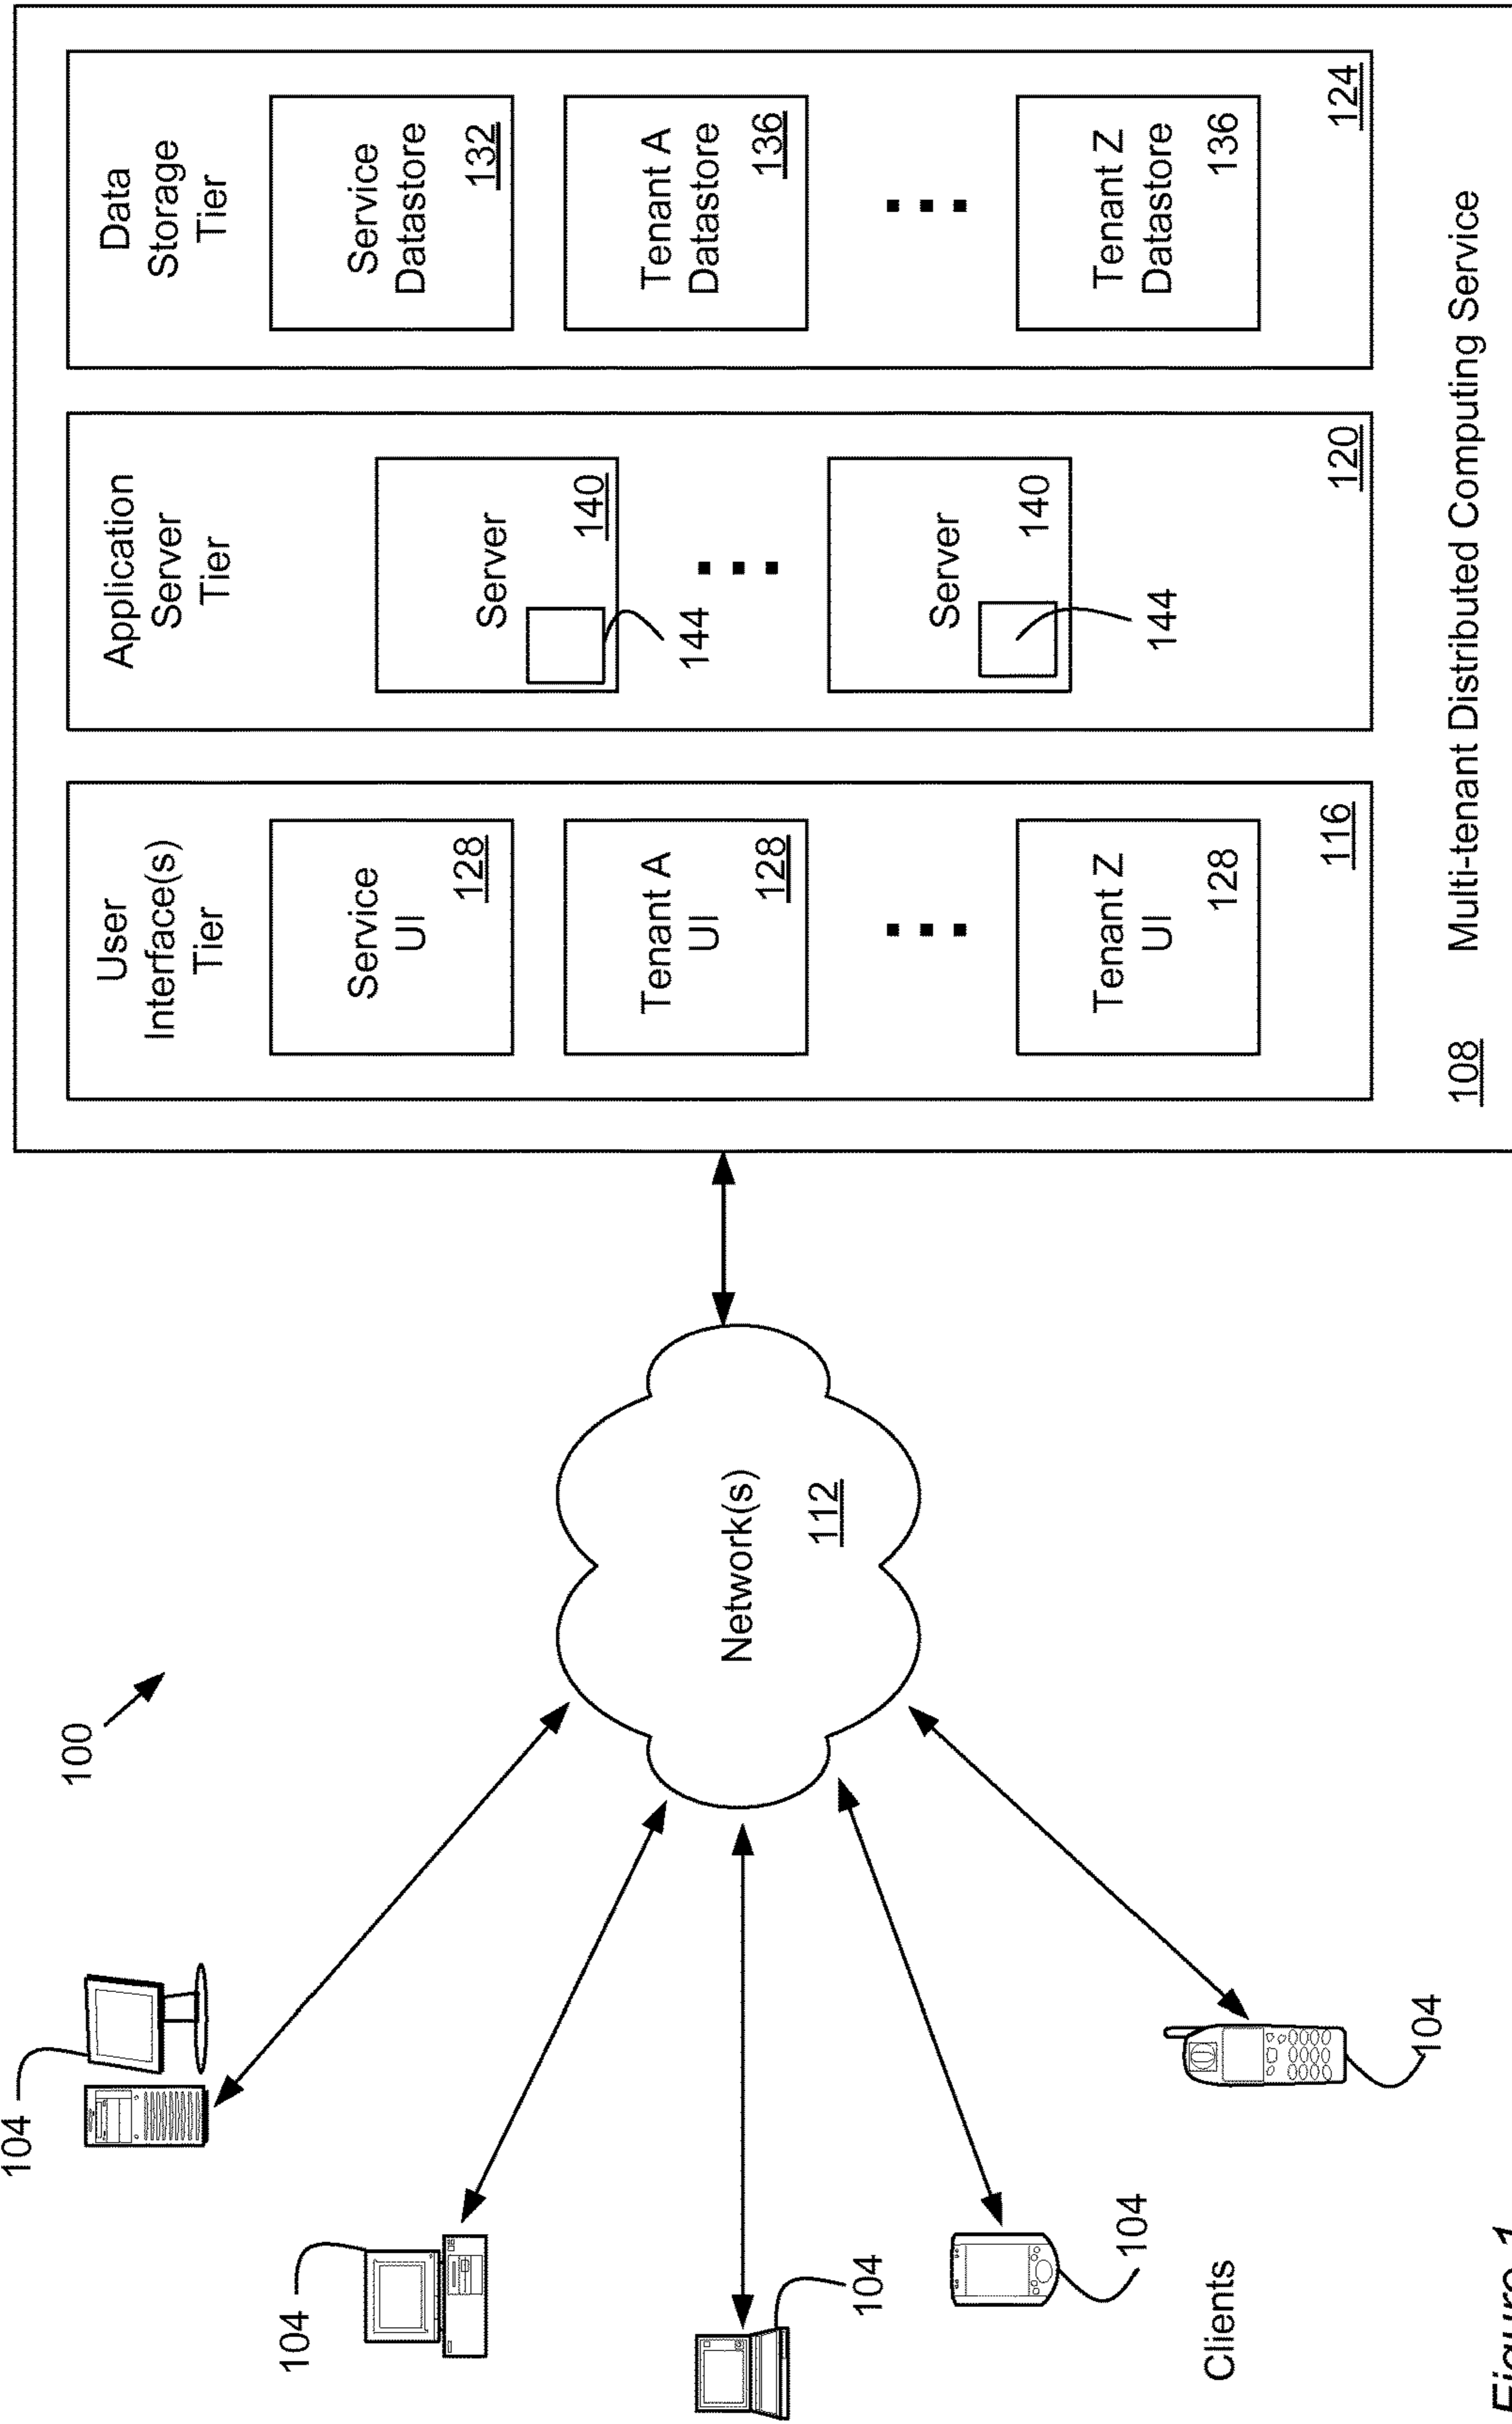 100
104
104
104
104
104
Clients
Network(s)
112
User
Interface(s)
Tier
Service
UI
128
Tenant A
UI
128
Tenant Z
UI
128
116
Application
Server
Tier
Server
140
144
Server
140
144
120
Data
Storage
Tier
Service
Datastore
132
Tenant A
Datastore
136
Tenant Z
Datastore
136
124
108 Multi-tenant Distributed Computing Service
Figure 1